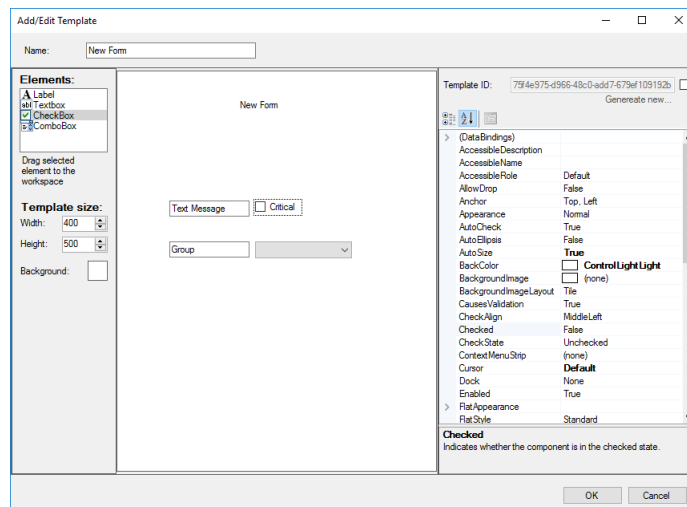 Add/Edit Template
Name: New Form
Elements:
A Label
abl Textbox
CheckBox
ComboBox
Drag selected
element to the
workspace
Template size:
Width: 400
Height: 500
Background:
New Form
Text Message Critical
Group
Template ID: 75f4e975-d966-48c0-add7-679ef109192b
Genereate new...
(DataBindings)
AccessibleDescription
AccessibleName
AccessibleRole Default
AllowDrop False
Anchor Top, Left
Appearance Normal
AutoCheck True
AutoEllipsis False
AutoSize True
BackColor ControlLightLight
BackgroundImage (none)
BackgroundImageLayout Tile
CausesValidation True
CheckAlign MiddleLeft
Checked False
CheckState Unchecked
ContextMenuStrip (none)
Cursor Default
Dock None
Enabled True
FlatAppearance
FlatStyle Standard
Checked
Indicates whether the component is in the checked state.
OK Cancel